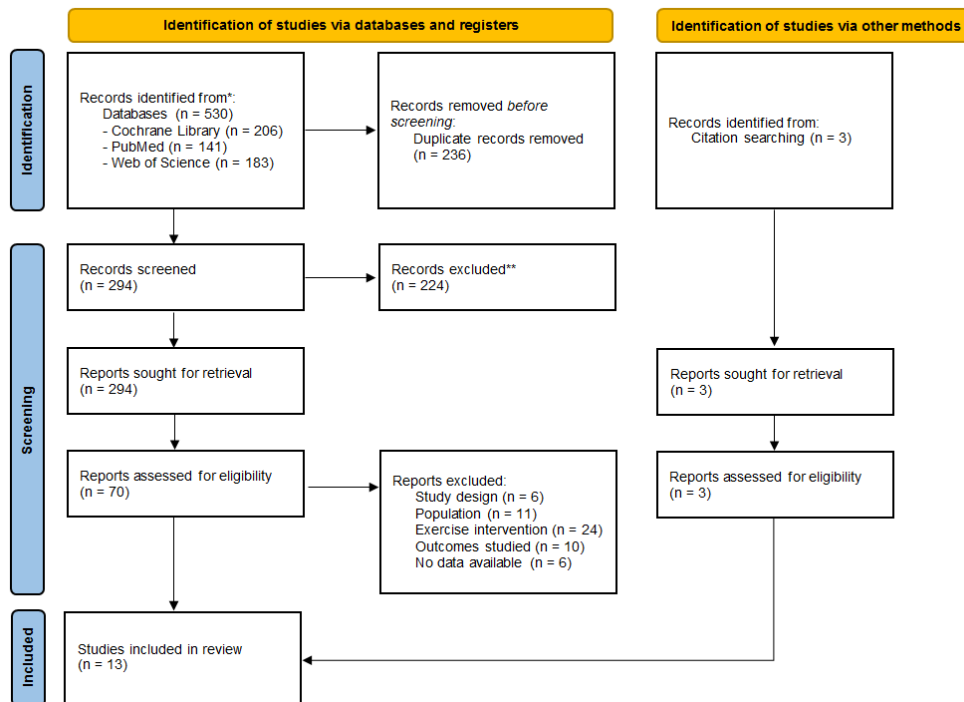 Identification of studies via databases and registers
Identification of studies via other methods
Identification
Records identified from*:
Databases (n = 530)
- Cochrane Library (n = 206)
- PubMed (n = 141)
- Web of Science (n = 183)
Records removed before
screening:
Duplicate records removed
(n = 236)
Records identified from:
Citation searching (n = 3)
Screening
Records screened
(n = 294)
Records excluded**
(n = 224)
Reports sought for retrieval
(n = 294)
Reports sought for retrieval
(n = 3)
Reports assessed for eligibility
(n = 70)
Reports excluded:
Study design (n = 6)
Population (n = 11)
Exercise intervention (n = 24)
Outcomes studied (n = 10)
No data available (n = 6)
Reports assessed for eligibility
(n = 3)
Included
Studies included in review
(n = 13)